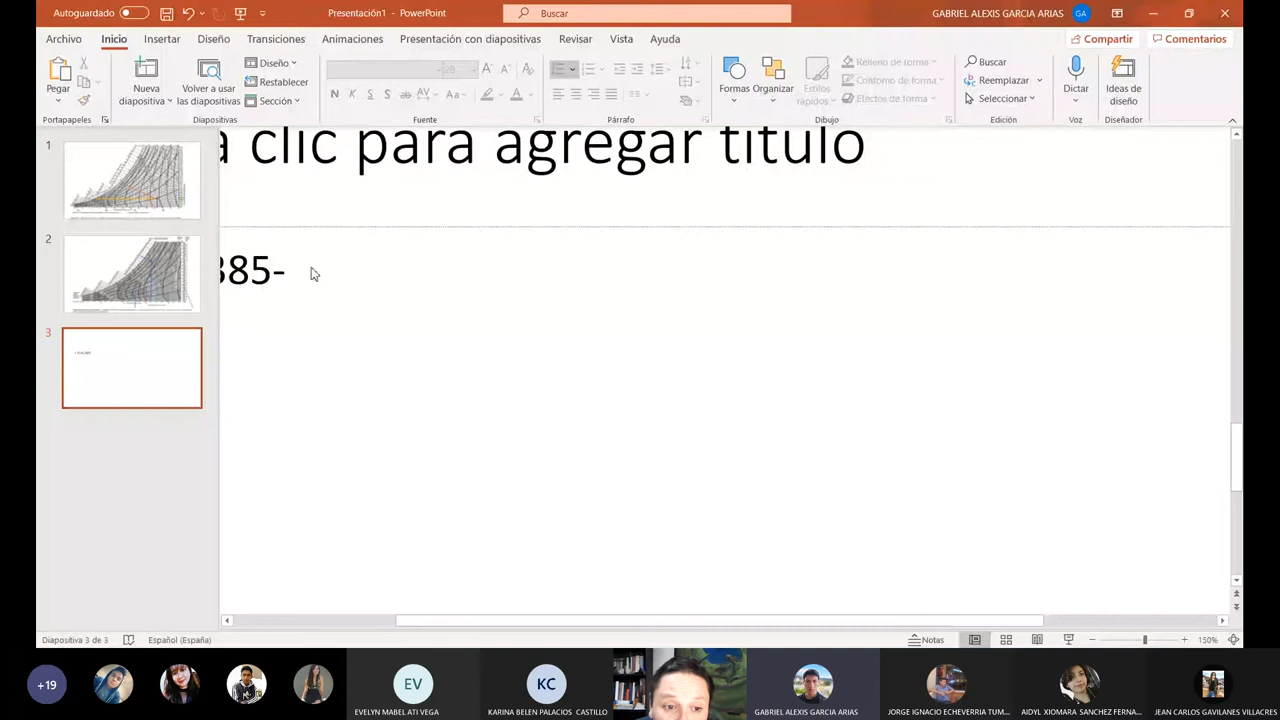 Autoguardado
Presentación1 - PowerPoint
Buscar
GABRIEL ALEXIS GARCIA ARIAS
GA
Archivo Inicio Insertar Diseño Transiciones Animaciones Presentación con diapositivas Revisar Vista Ayuda
Compartir
Comentarios
Pegar
Nueva diapositiva
Volver a usar las diapositivas
Diseño
Restablecer
Sección
28
N K S S ab AV Aa A
Formas
Organizar
Estilos rápidos
Relleno de forma
Contorno de forma
Efectos de forma
Buscar
Reemplazar
Seleccionar
Dictar
Ideas de diseño
Portapapeles
Diapositivas
Fuente
Párrafo
Dibujo
Edición
Voz
Diseñador
1
2
3
clic para agregar título
385-
Diapositiva 3 de 3
Español (España)
Notas
150%
+19
EV
EVELYN MABEL ATI VEGA
KC
KARINA BELEN PALACIOS CASTILLO
GABRIEL ALEXIS GARCIA ARIAS
JORGE IGNACIO ECHEVERRIA TUM...
AIDYL XIOMARA SANCHEZ FERNA...
JEAN CARLOS GAVILANES VILLACRES